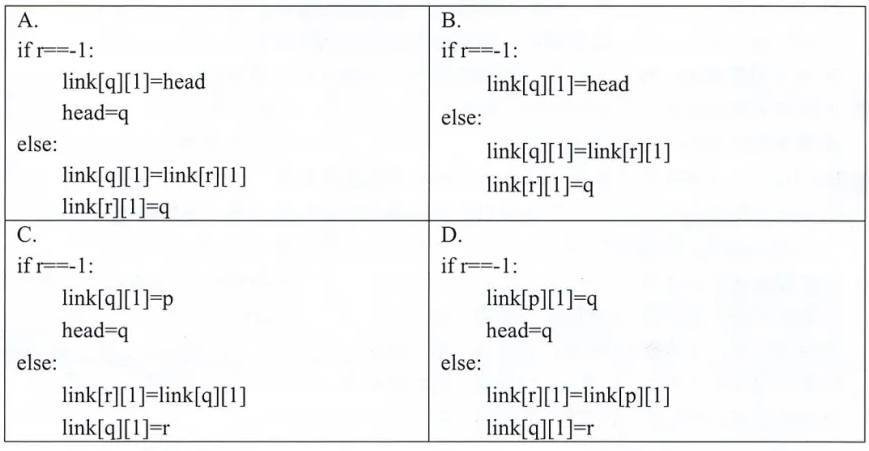 A.
if r==-1:
link[q][1]=head
head=q
else:
link[q][1]=link[r][1]
link[r][1]=q
B.
if r==-1:
link[q][1]=head
else:
link[q][1]=link[r][1]
link[r][1]=q
C.
if r==-1:
link[q][1]=p
head=q
else:
link[r][1]=link[q][1]
link[q][1]=r
D.
if r==-1:
link[p][1]=q
head=q
else:
link[r][1]=link[p][1]
link[q][1]=r